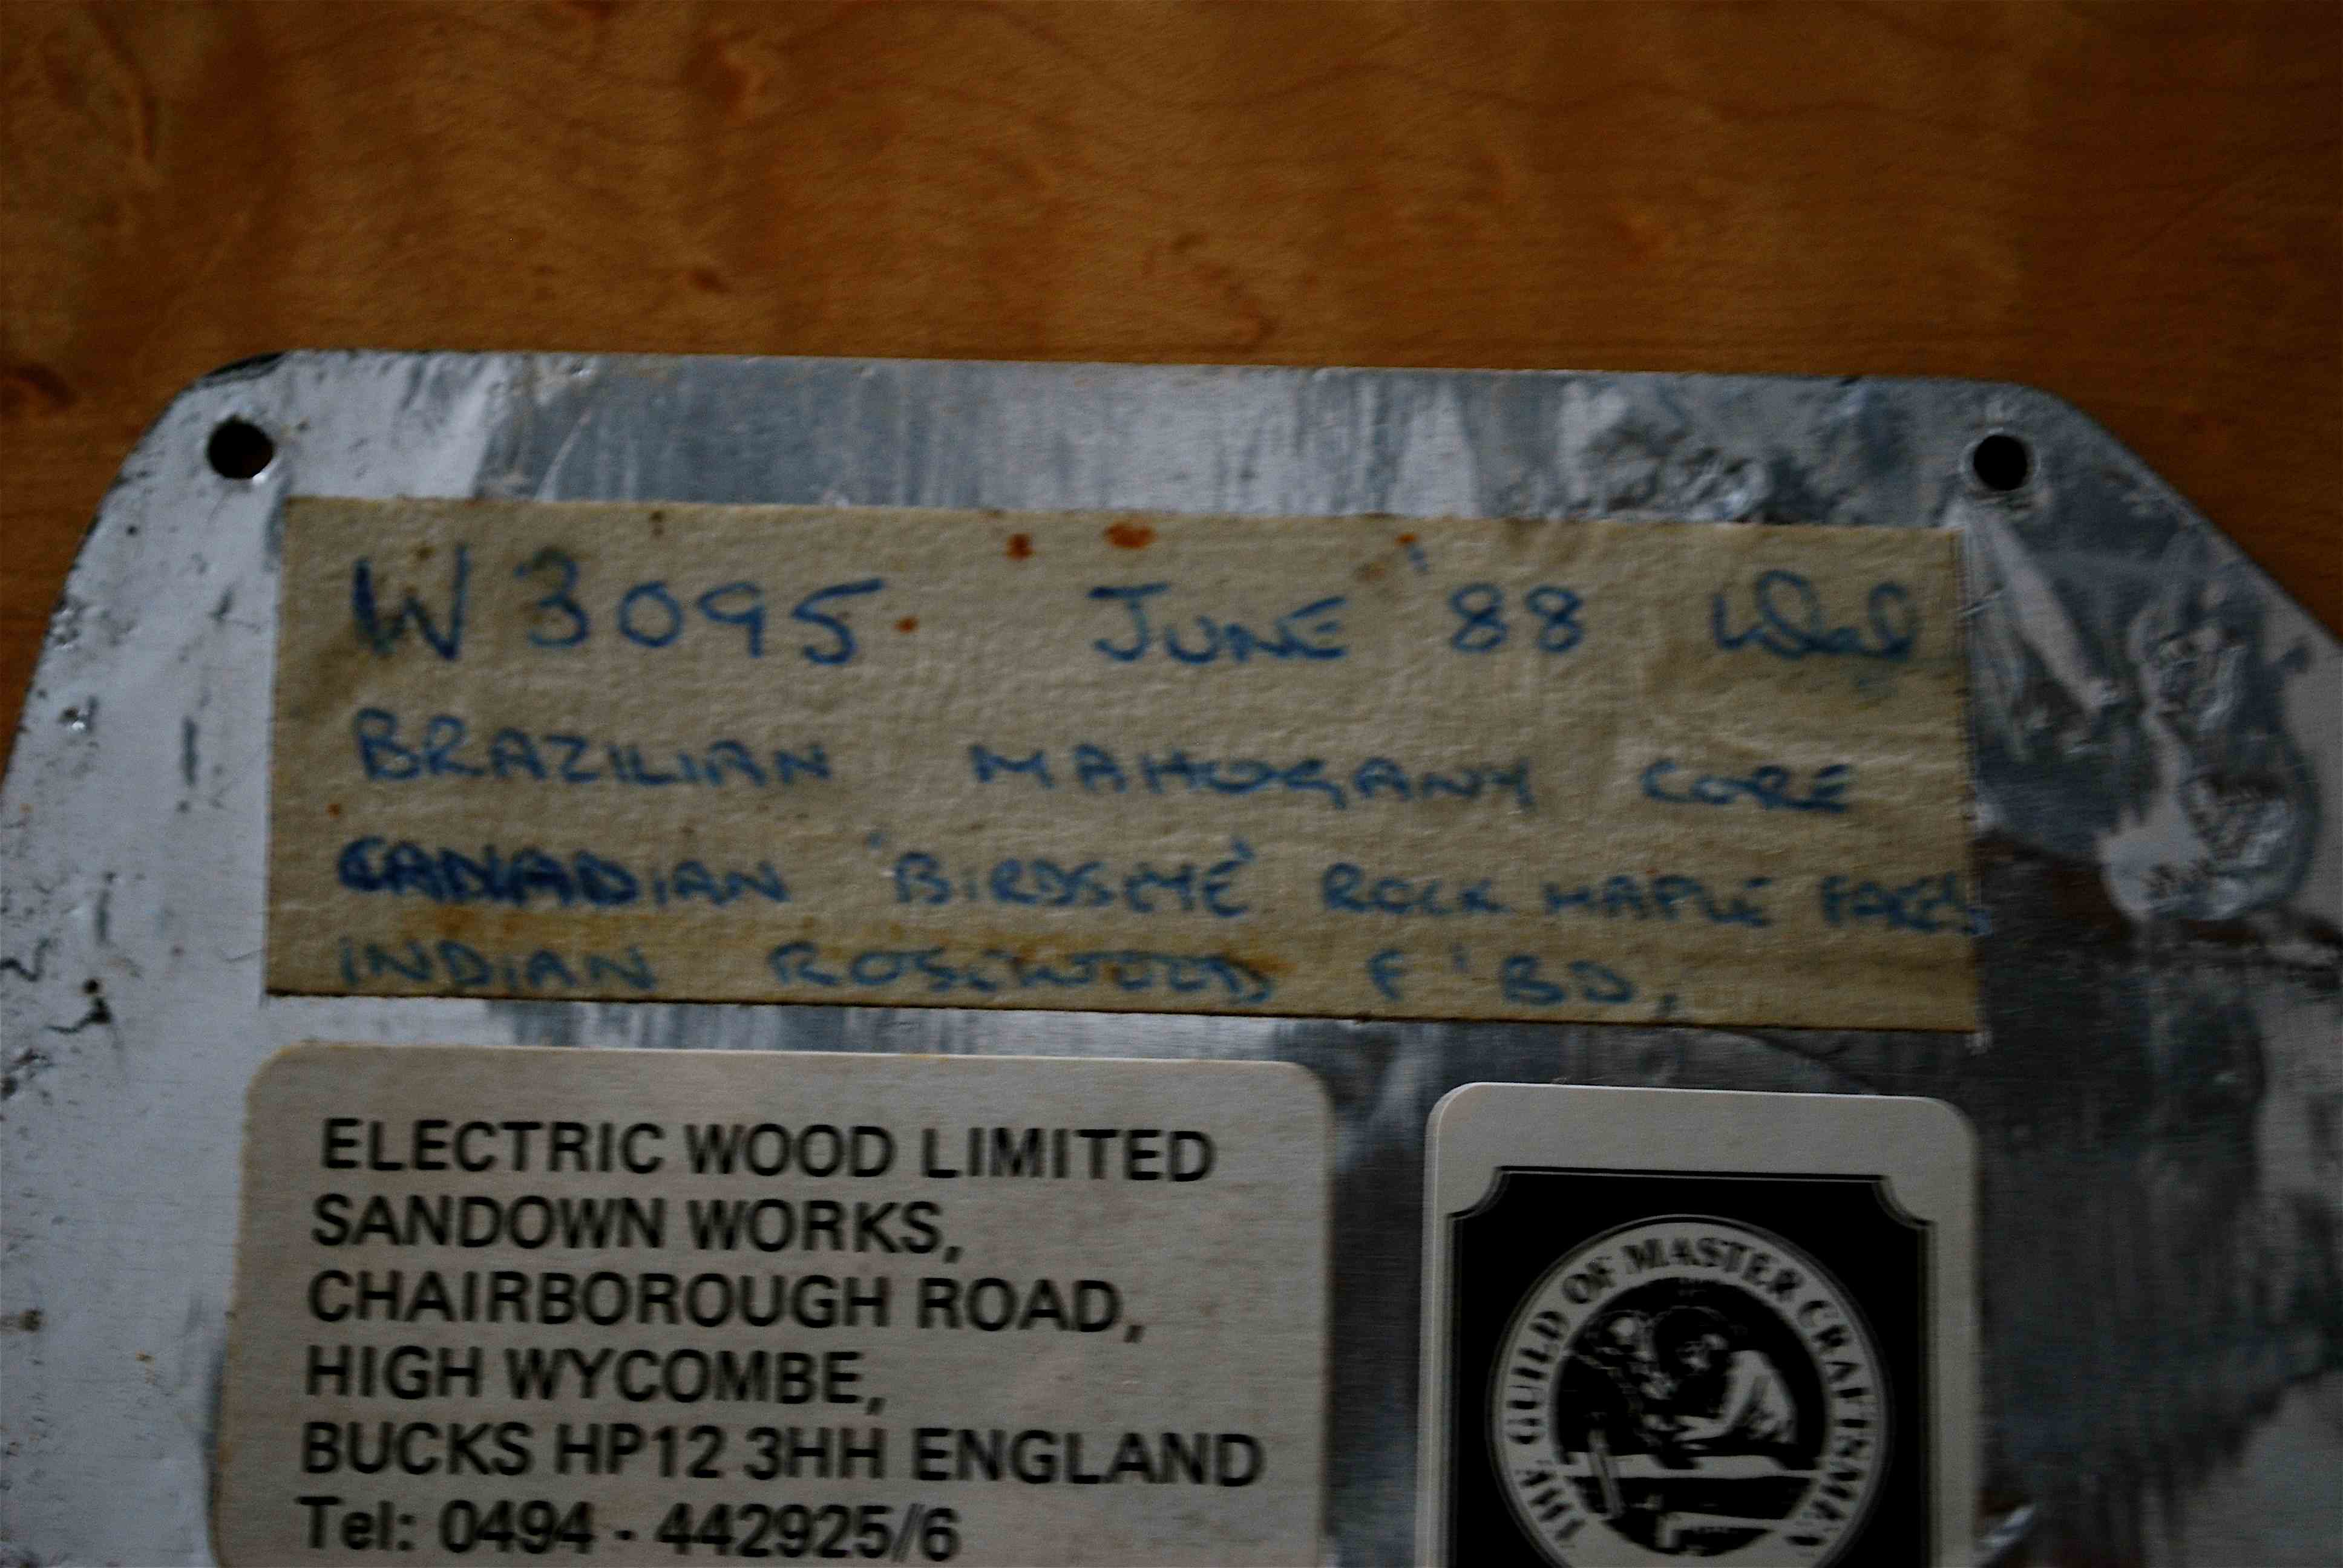 W3095. JUNE '88
BRAZILIAN MAHOGANY CORE
CANADIAN 'BIRDSEYE' ROCK MAPLE FACES
INDIAN ROSEWOOD F'BD.
ELECTRIC WOOD LIMITED
SANDOWN WORKS,
CHAIRBOROUGH ROAD,
HIGH WYCOMBE,
BUCKS HP12 3HH ENGLAND
Tel: 0494 - 442925/6
THE GUILD OF MASTER CRAFTSMEN